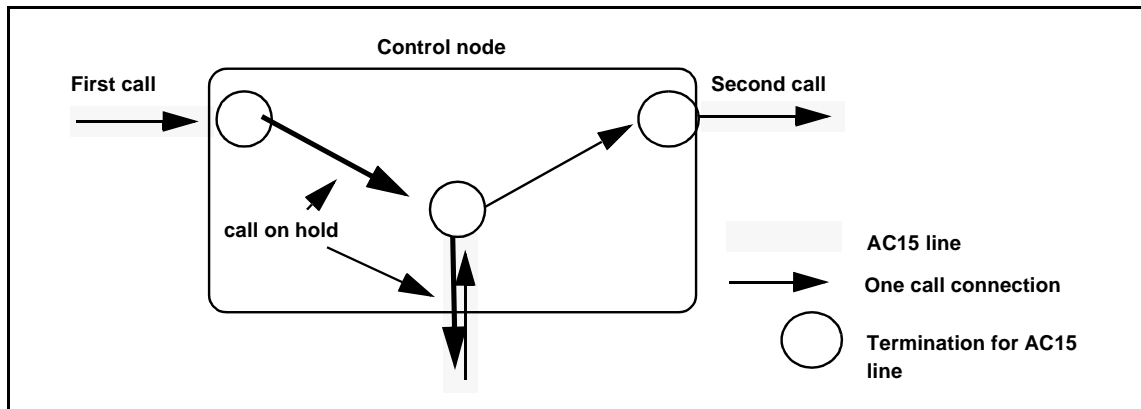 Control node
First call
Second call
call on hold
AC15 line
One call connection
Termination for AC15
line